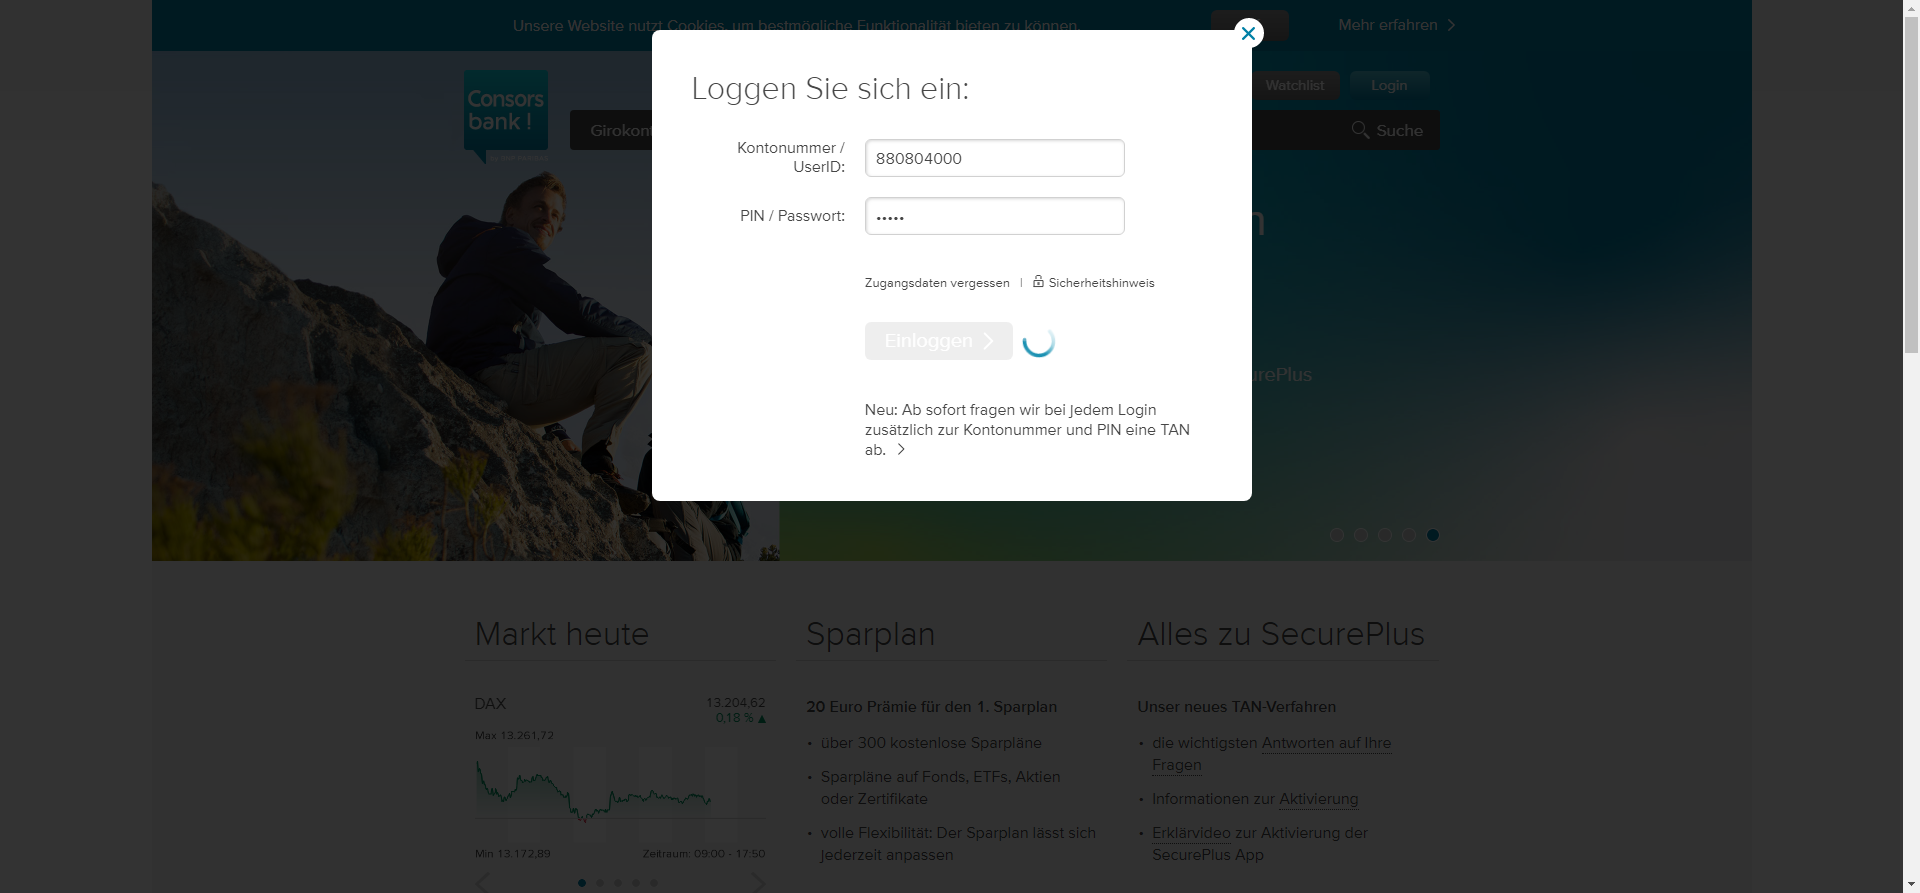 Unsere Website nutzt Cookies, um bestmögliche Funktionalität bieten zu können.
Mehr erfahren
Consors
bank !
Watchlist
Login
Suche
Loggen Sie sich ein:
Kontonummer /
UserID:
880804000
PIN / Passwort:
•••••
Zugangsdaten vergessen | Sicherheitshinweis
Einloggen
Neu: Ab sofort fragen wir bei jedem Login
zusätzlich zur Kontonummer und PIN eine TAN
ab.
Markt heute
DAX
13.204,62
0,18 % ▲
Max 13.261,72
Min 13.172,89
Zeitraum: 09:00 - 17:50
Sparplan
20 Euro Prämie für den 1. Sparplan
• über 300 kostenlose Sparpläne
• Sparpläne auf Fonds, ETFs, Aktien
oder Zertifikate
• volle Flexibilität: Der Sparplan lässt sich
jederzeit anpassen
Alles zu SecurePlus
Unser neues TAN-Verfahren
• die wichtigsten Antworten auf Ihre
Fragen
• Informationen zur Aktivierung
• Erklärvideo zur Aktivierung der
SecurePlus App